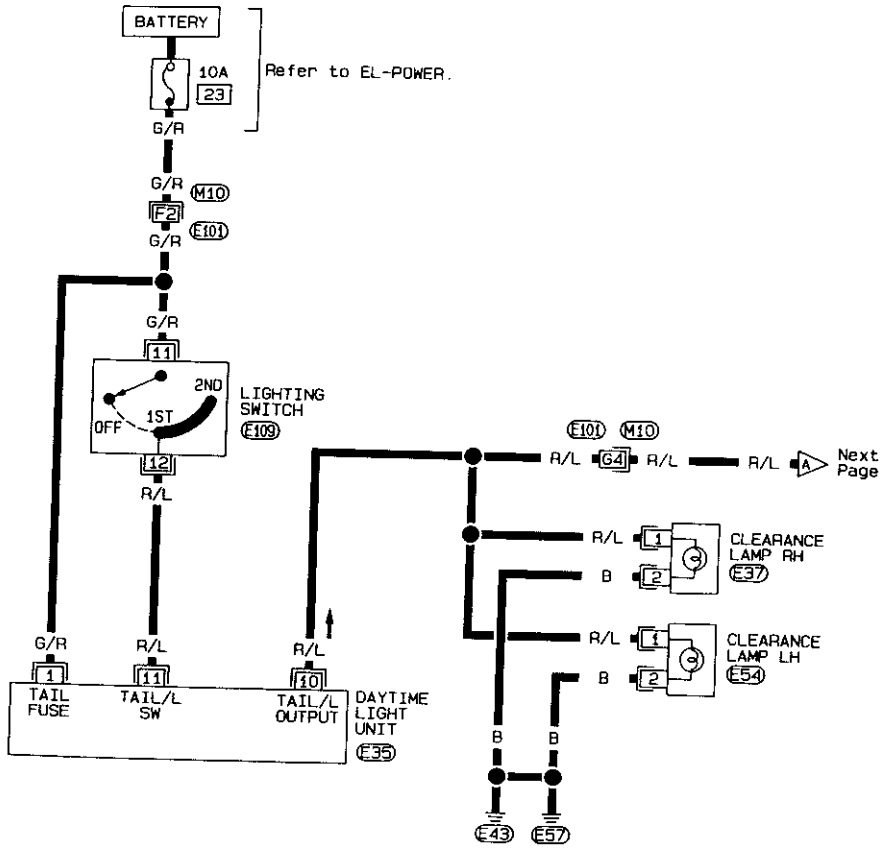 BATTERY
10A
23
Refer to EL-POWER.
G/R
G/R
M10
F2
E101
G/R
G/R
11
2ND
1ST
OFF
LIGHTING
SWITCH
E109
12
R/L
E101
M10
R/L
G4
R/L
R/L
A
Next
Page
R/L
1
CLEARANCE
LAMP RH
E37
B
2
R/L
1
CLEARANCE
LAMP LH
E54
B
2
G/R
R/L
R/L
1
11
10
TAIL
FUSE
TAIL/L
SW
TAIL/L
OUTPUT
DAYTIME
LIGHT
UNIT
E35
B
B
E43
E57